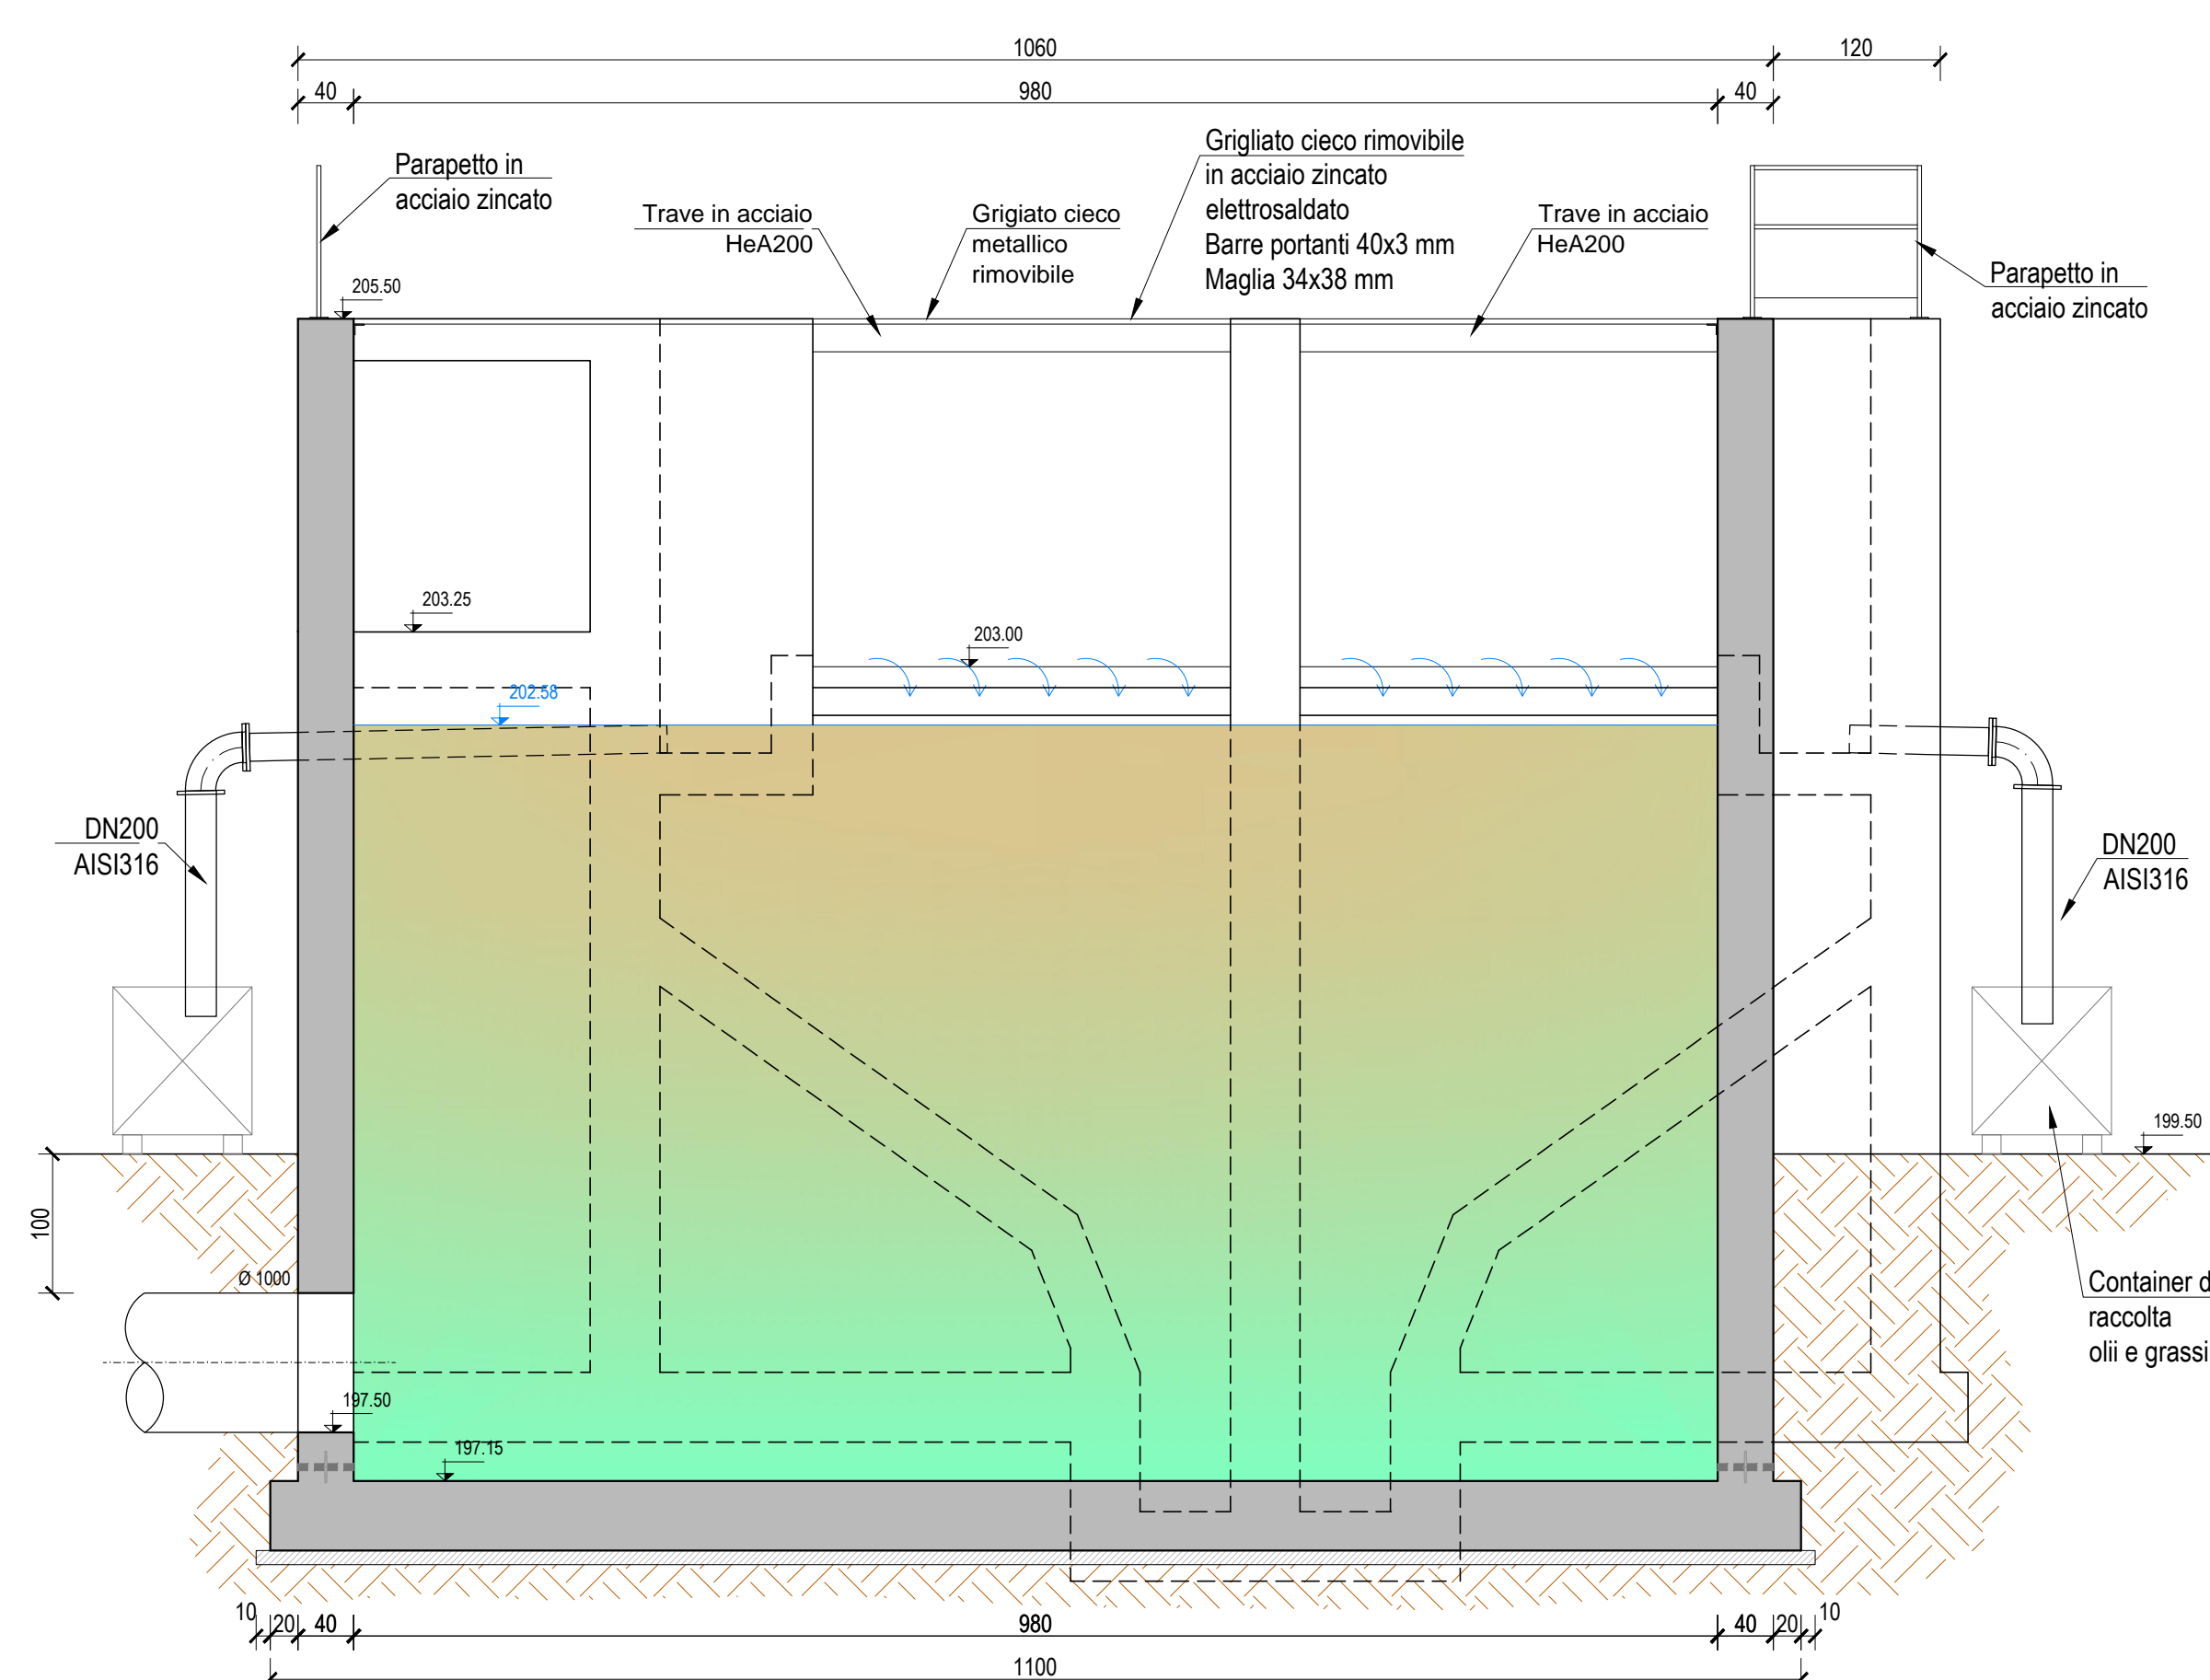 1060
120
40
980
40
Parapetto in
acciaio zincato
Trave in acciaio
HeA200
Grigiato cieco
metallico
rimovibile
Grigliato cieco rimovibile
in acciaio zincato
elettrosaldato
Barre portanti 40x3 mm
Maglia 34x38 mm
Trave in acciaio
HeA200
Parapetto in
acciaio zincato
205.50
203.25
203.00
202.58
DN200
AISI316
DN200
AISI316
199.50
100
Ø 1000
Container d
raccolta
olii e grassi
197.50
197.15
10
20
40
980
40
20
10
1100